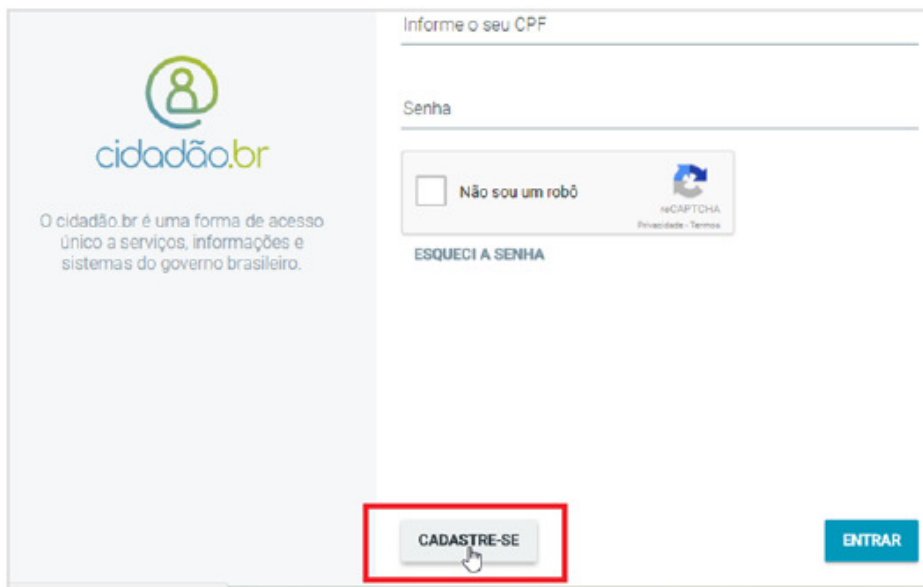 cidadão.br
O cidadão.br é uma forma de acesso
único a serviços, informações e
sistemas do governo brasileiro.
Informe o seu CPF
Senha
Não sou um robô
reCAPTCHA
Privacidade - Termos
ESQUECI A SENHA
CADASTRE-SE
ENTRAR